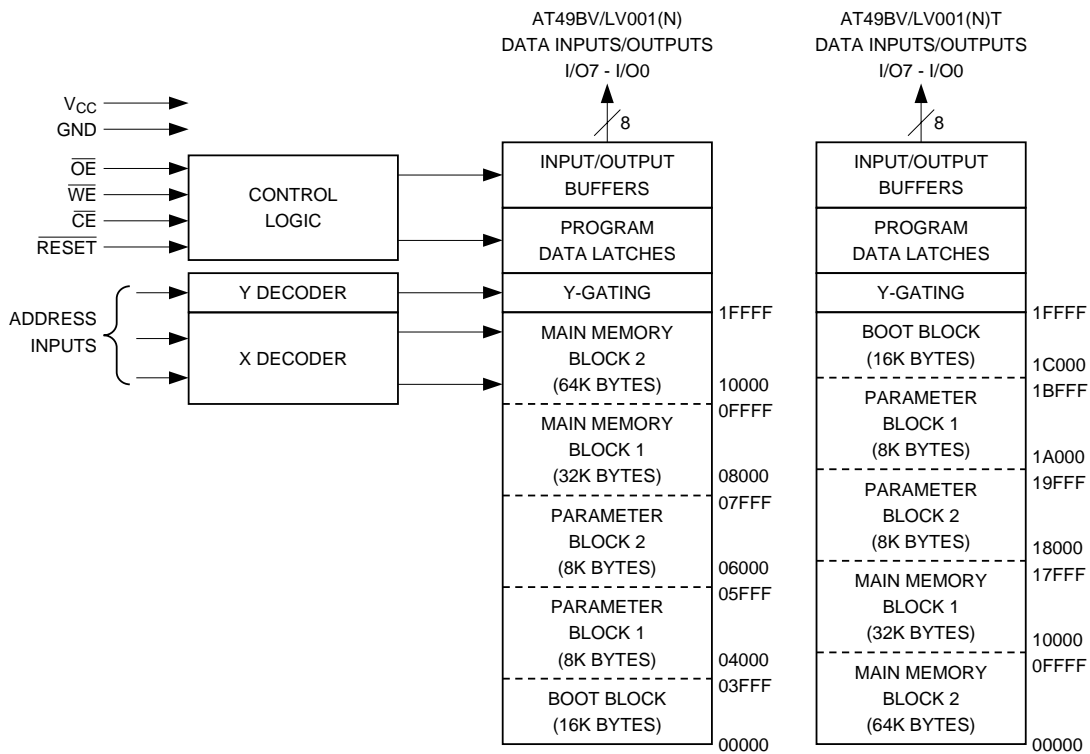 AT49BV/LV001(N)
DATA INPUTS/OUTPUTS
I/O7 - I/O0
8
AT49BV/LV001(N)T
DATA INPUTS/OUTPUTS
I/O7 - I/O0
8
VCC
GND
OE
WE
CE
RESET
ADDRESS
INPUTS
CONTROL
LOGIC
Y DECODER
X DECODER
INPUT/OUTPUT
BUFFERS
PROGRAM
DATA LATCHES
Y-GATING
1FFFF
MAIN MEMORY
BLOCK 2
(64K BYTES)
10000
0FFFF
MAIN MEMORY
BLOCK 1
(32K BYTES)
08000
07FFF
PARAMETER
BLOCK 2
(8K BYTES)
06000
05FFF
PARAMETER
BLOCK 1
(8K BYTES)
04000
03FFF
BOOT BLOCK
(16K BYTES)
00000
INPUT/OUTPUT
BUFFERS
PROGRAM
DATA LATCHES
Y-GATING
1FFFF
BOOT BLOCK
(16K BYTES)
1C000
1BFFF
PARAMETER
BLOCK 1
(8K BYTES)
1A000
19FFF
PARAMETER
BLOCK 2
(8K BYTES)
18000
17FFF
MAIN MEMORY
BLOCK 1
(32K BYTES)
10000
0FFFF
MAIN MEMORY
BLOCK 2
(64K BYTES)
00000